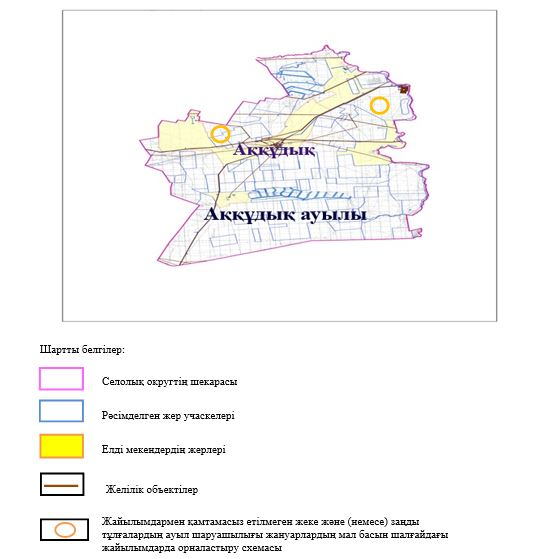 Аққұдық
Аққұдық ауылы
Шартты белгілер:
Селолық округтің шекарасы
Рәсімделген жер учаскелері
Елді мекендердің жерлері
Желілік объектілер
Жайылымдармен қамтамасыз етілмеген жеке және (немесе) заңды
тұлғалардың ауыл шаруашылығы жануарлардың мал басын шалғайдағы
жайылымдарда орналастыру схемасы